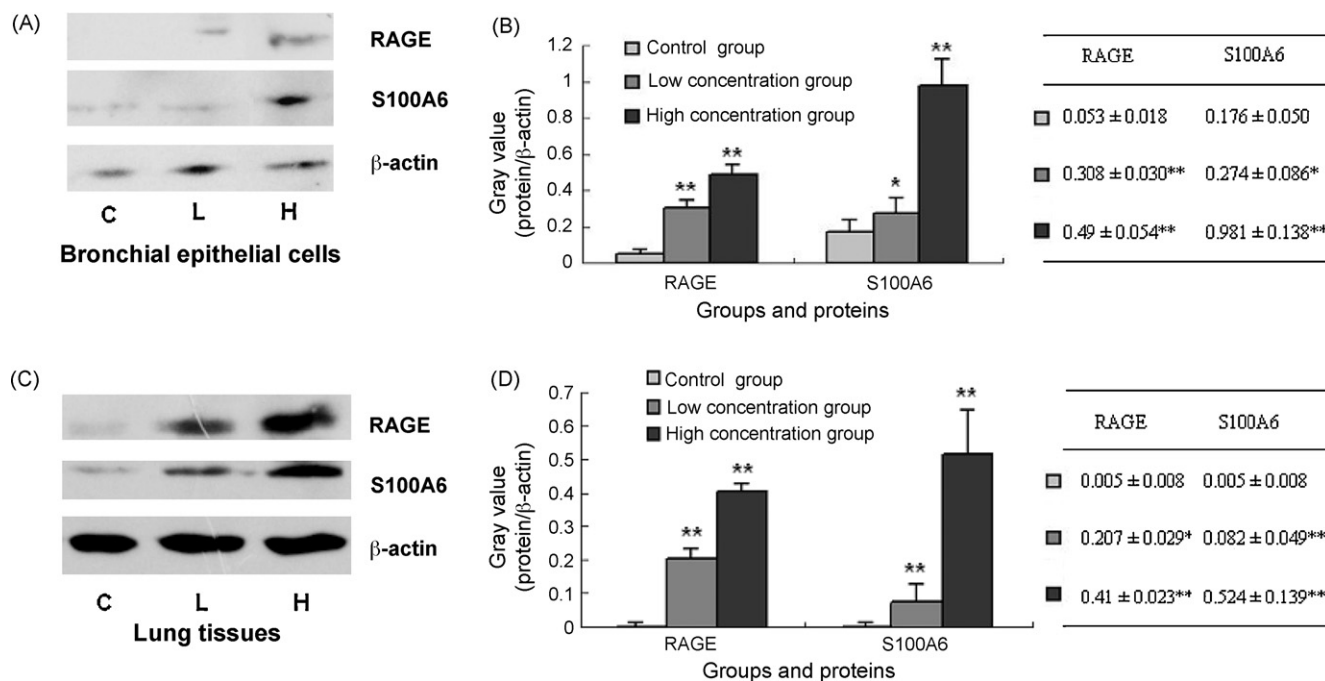 (A)
RAGE
S100A6
β-actin
C L H
Bronchial epithelial cells
(B)
Control group
Low concentration group
High concentration group
Gray value
(protein/β-actin)
1.2
1
0.8
0.6
0.4
0.2
0
** ** * **
RAGE S100A6
Groups and proteins
RAGE S100A6
0.053 ± 0.018 0.176 ± 0.050
0.308 ± 0.030** 0.274 ± 0.086*
0.49 ± 0.054** 0.981 ± 0.138**
(C)
RAGE
S100A6
β-actin
C L H
Lung tissues
(D)
Control group
Low concentration group
High concentration group
Gray value
(protein/β-actin)
0.7
0.6
0.5
0.4
0.3
0.2
0.1
0
** ** ** **
RAGE S100A6
Groups and proteins
RAGE S100A6
0.005 ± 0.008 0.005 ± 0.008
0.207 ± 0.029* 0.082 ± 0.049**
0.41 ± 0.023** 0.524 ± 0.139**